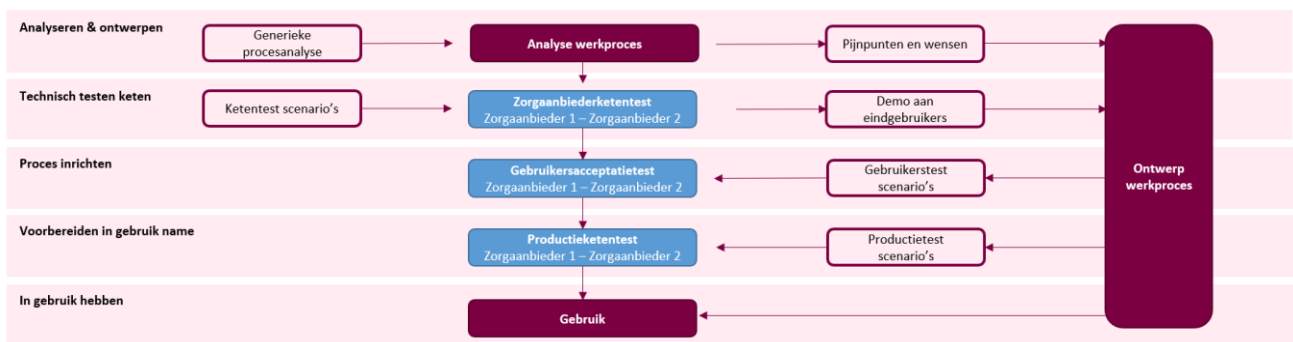 Analyseren & ontwerpen
Generieke
procesanalyse
Analyse werkproces
Pijnpunten en wensen
Technisch testen keten
Ketentest scenario's
Zorgaanbiederketentest
Zorgaanbieder 1 – Zorgaanbieder 2
Demo aan
eindgebruikers
Proces inrichten
Gebruikersacceptatietest
Zorgaanbieder 1 – Zorgaanbieder 2
Gebruikerstest
scenario's
Ontwerp
werkproces
Voorbereiden in gebruik name
Productieketentest
Zorgaanbieder 1 – Zorgaanbieder 2
Productietest
scenario's
In gebruik hebben
Gebruik